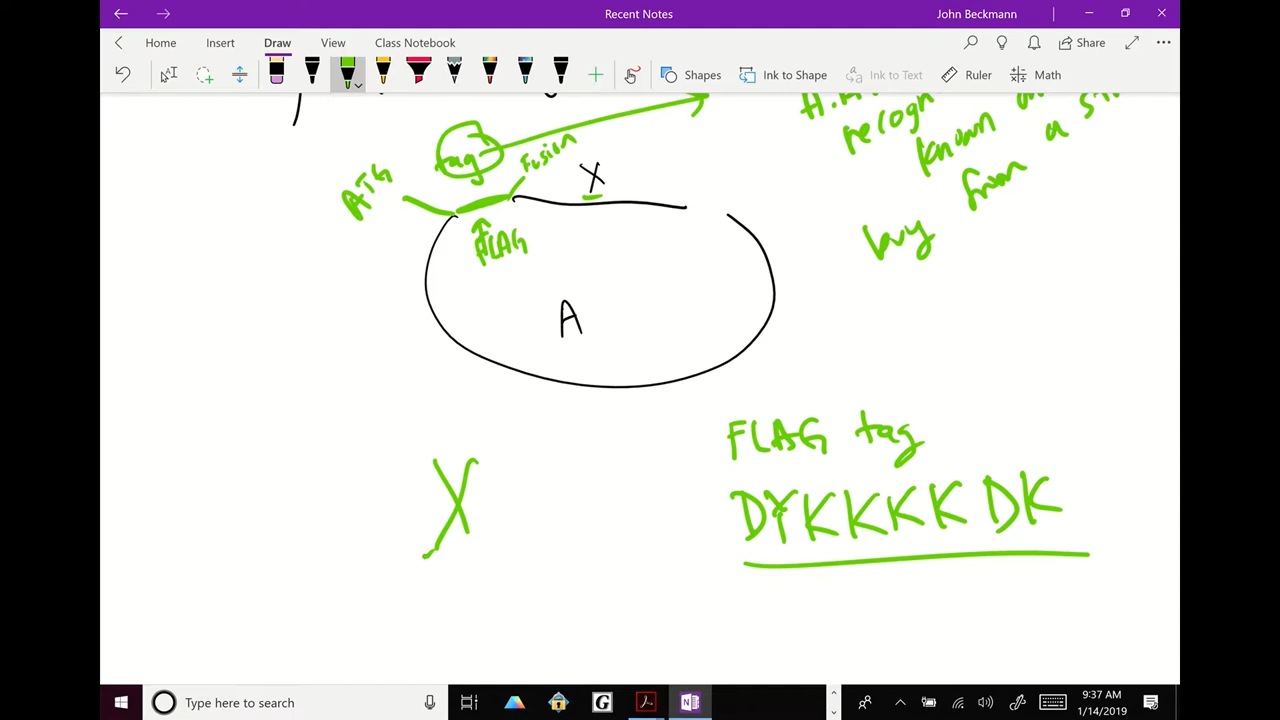 Recent Notes
John Beckmann
Home Insert Draw View Class Notebook
Share
Shapes
Ink to Shape
Ink to Text
Ruler
Math
recogn
known
a
from
buy
tag
Fusion
ATG
X
FLAG
A
FLAG tag
DYKKKKDK
X
Type here to search
G
N
9:37 AM
1/14/2019